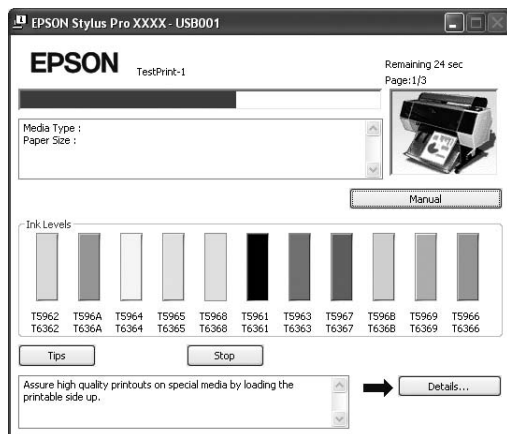 EPSON Stylus Pro XXXX - USB001
EPSON
TestPrint-1
Remaining 24 sec
Page:1/3
Media Type :
Paper Size :
Manual
Ink Levels
T5962 T596A T5964 T5965 T5968 T5961 T5963 T5967 T596B T5969 T5966
T6362 T636A T6364 T6365 T6368 T6361 T6363 T6367 T636B T6369 T6366
Tips
Stop
Assure high quality printouts on special media by loading the
printable side up.
Details...